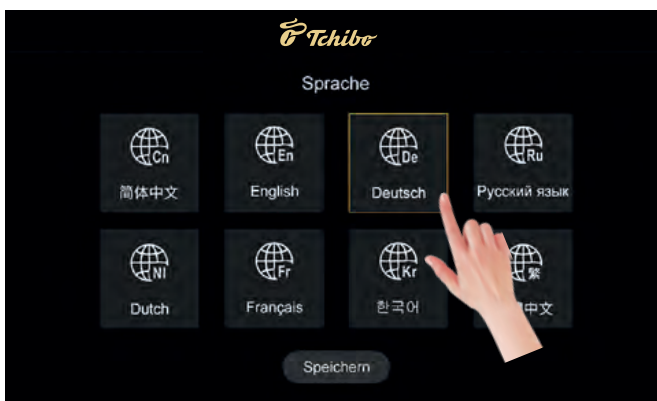 Tchibo
Sprache
Cn
En
De
Ru
简体中文
English
Deutsch
Русский язык
Nl
Fr
Kr
繁
Dutch
Français
한국어
中文
Speichern